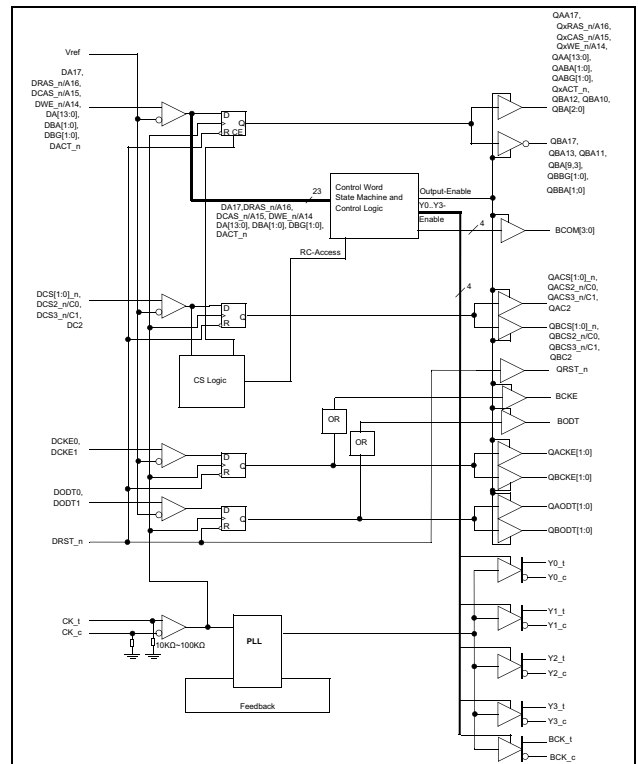 QAA17,
QxRAS_n/A16,
QxCAS_n/A15,
QxWE_n/A14,
QAA[13:0],
QABA[1:0],
QABG[1:0],
QxACT_n,
QBA12, QBA10,
QBA[2:0]
Vref
DA17,
DRAS_n/A16,
DCAS_n/A15,
DWE_n/A14
DA[13:0],
DBA[1:0],
DBG[1:0],
DACT_n
D
Q
R CE
QBA17,
QBA13, QBA11,
QBA[9,3],
QBBG[1:0],
QBBA[1;0]
23
Control Word
State Machine and
Control Logic
Output-Enable
Y0..Y3-
Enable
4
BCOM[3:0]
DA17,DRAS_n/A16,
DCAS_n/A15, DWE_n/A14
DA[13:0], DBA[1:0], DBG[1:0],
DACT_n
RC-Access
4
DCS[1:0]_n,
DCS2_n/C0,
DCS3_n/C1,
DC2
D
Q
R
QACS[1:0]_n,
QACS2_n/C0,
QACS3_n/C1,
QAC2
QBCS[1:0]_n,
QBCS2_n/C0,
QBCS3_n/C1,
QBC2
CS Logic
QRST_n
BCKE
OR
BODT
OR
DCKE0,
DCKE1
D
Q
R
QACKE[1:0]
QBCKE[1:0]
DODT0,
DODT1
D
Q
R
QAODT[1:0]
QBODT[1:0]
DRST_n
Y0_t
Y0_c
CK_t
CK_c
10KΩ~100KΩ
PLL
Y1_t
Y1_c
Y2_t
Y2_c
Feedback
Y3_t
Y3_c
BCK_t
BCK_c